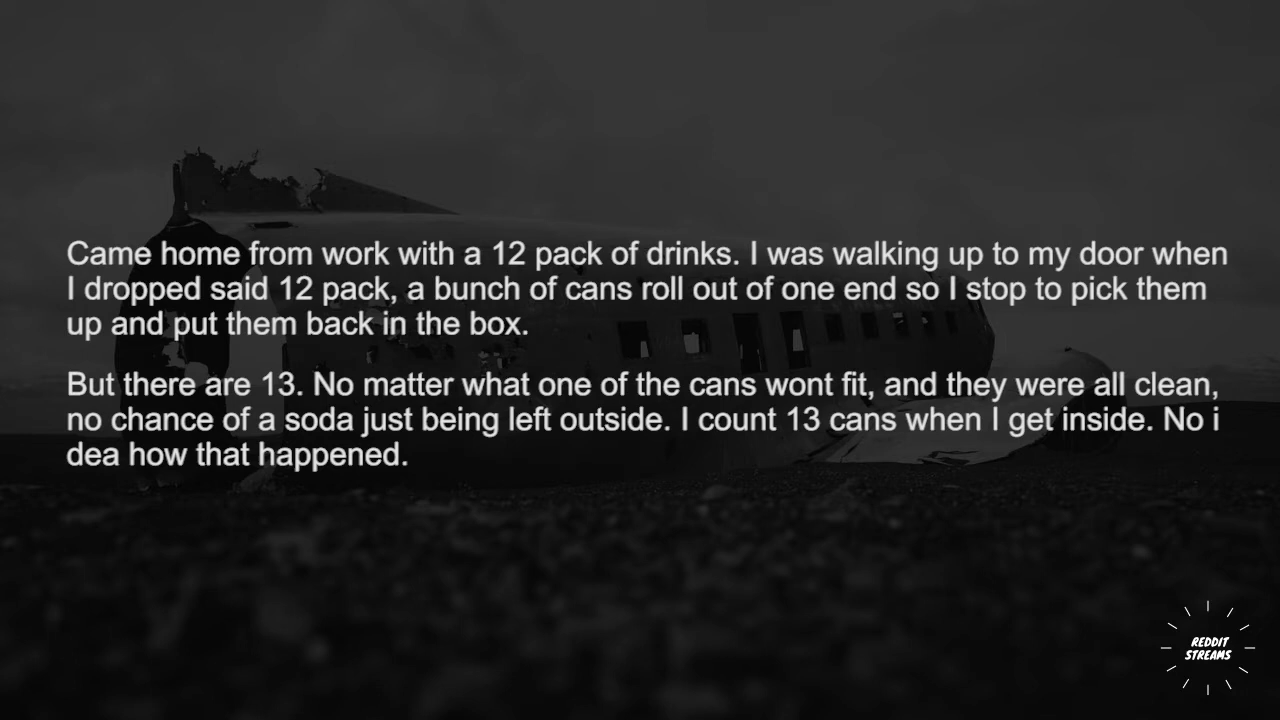 Came home from work with a 12 pack of drinks. I was walking up to my door when
I dropped said 12 pack, a bunch of cans roll out of one end so I stop to pick them
up and put them back in the box.
But there are 13. No matter what one of the cans wont fit, and they were all clean,
no chance of a soda just being left outside. I count 13 cans when I get inside. No i
dea how that happened.
REDDIT
STREAMS